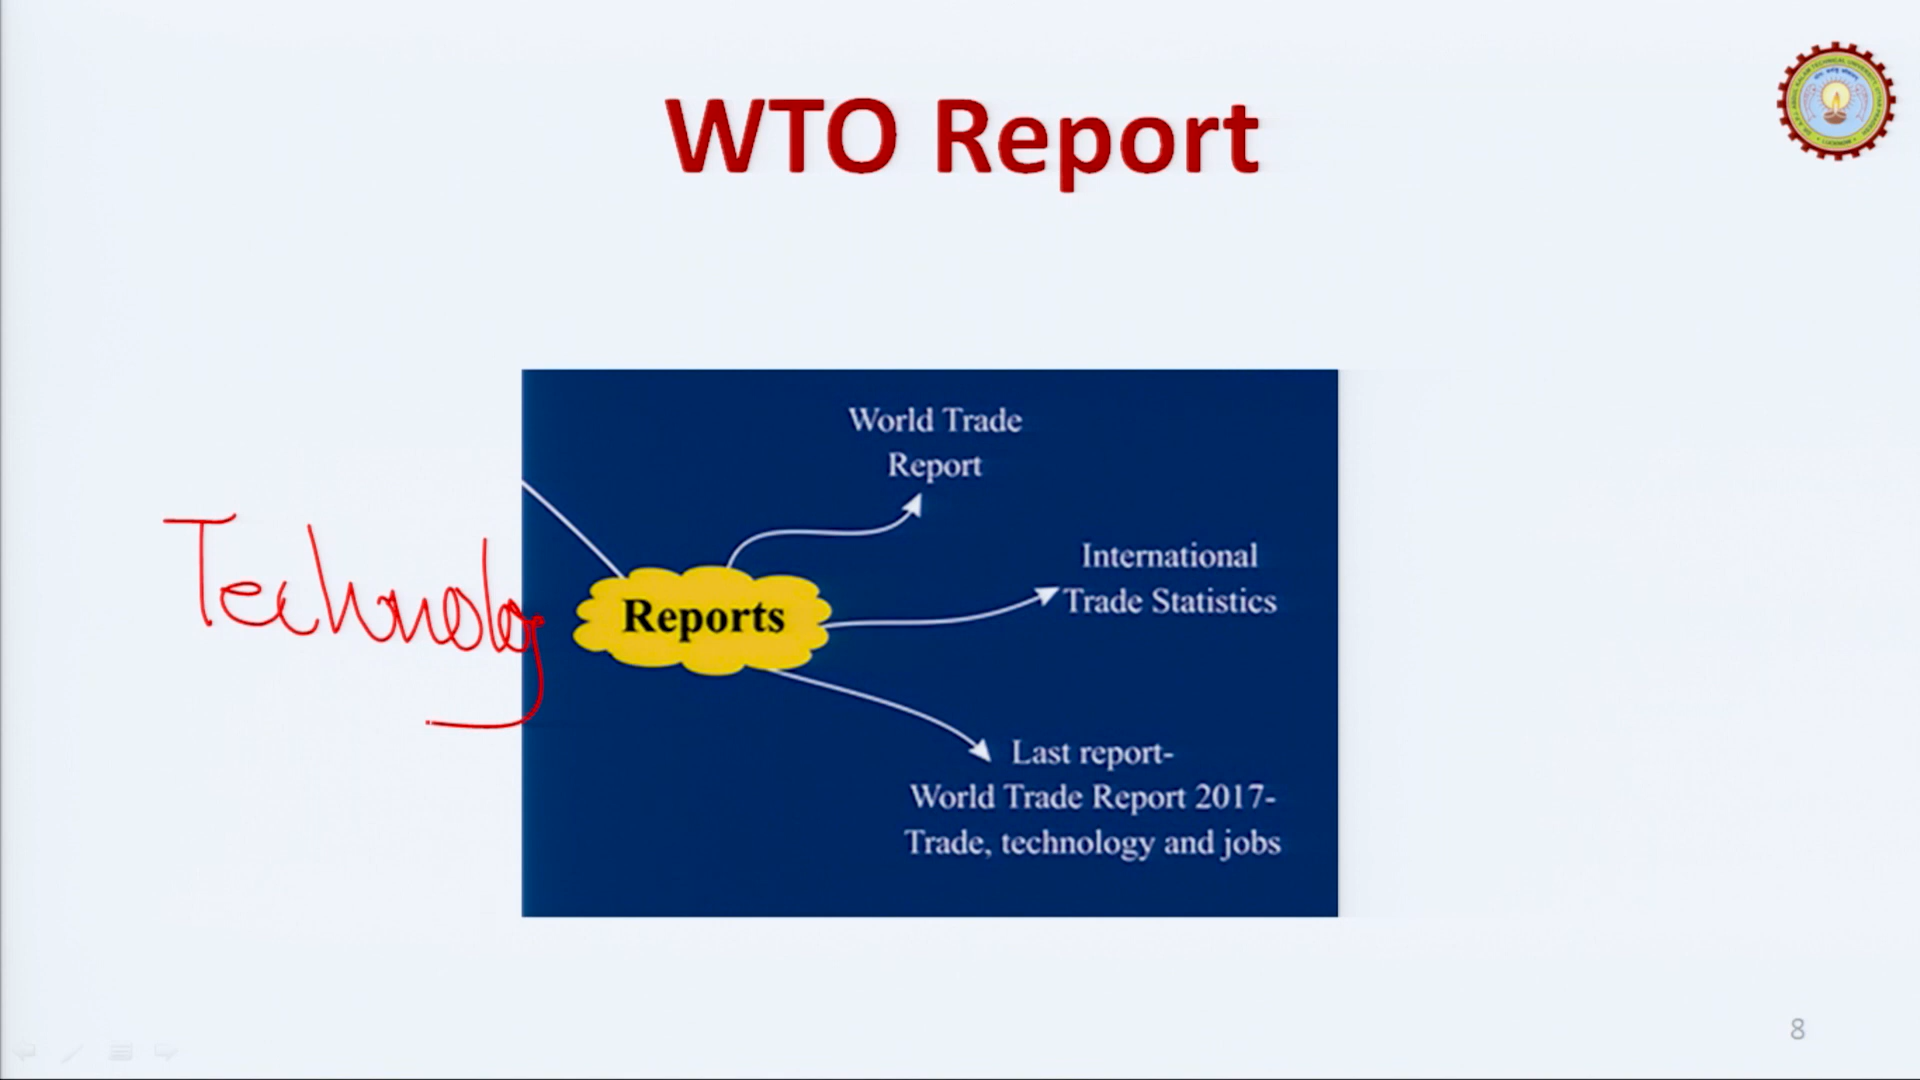 WTO Report
World Trade
Report
International
Trade Statistics
Technology
Reports
Last report-
World Trade Report 2017-
Trade, technology and jobs
8